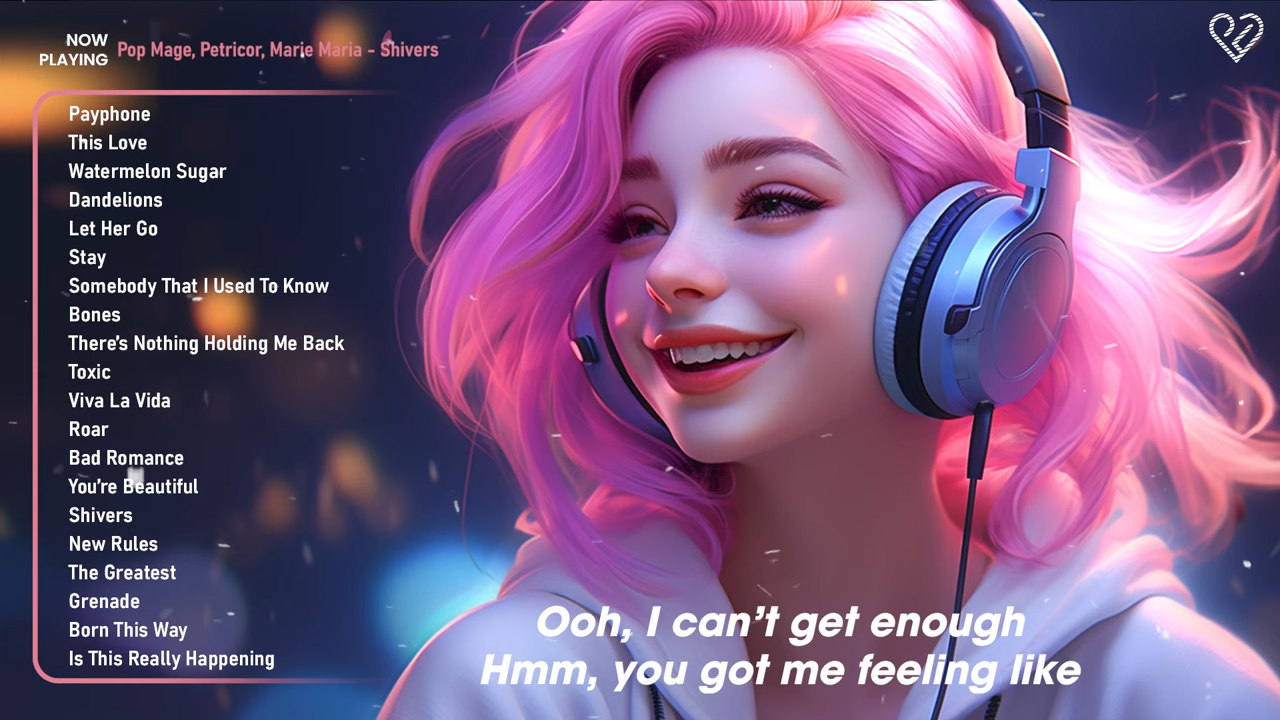 NOW
PLAYING
Pop Mage, Petricor, Marie María - Shivers
Payphone
This Love
Watermelon Sugar
Dandelions
Let Her Go
Stay
Somebody That I Used To Know
Bones
There's Nothing Holding Me Back
Toxic
Viva La Vida
Roar
Bad Romance
You're Beautiful
Shivers
New Rules
The Greatest
Grenade
Born This Way
Is This Really Happening
Ooh, I can't get enough
Hmm, you got me feeling like